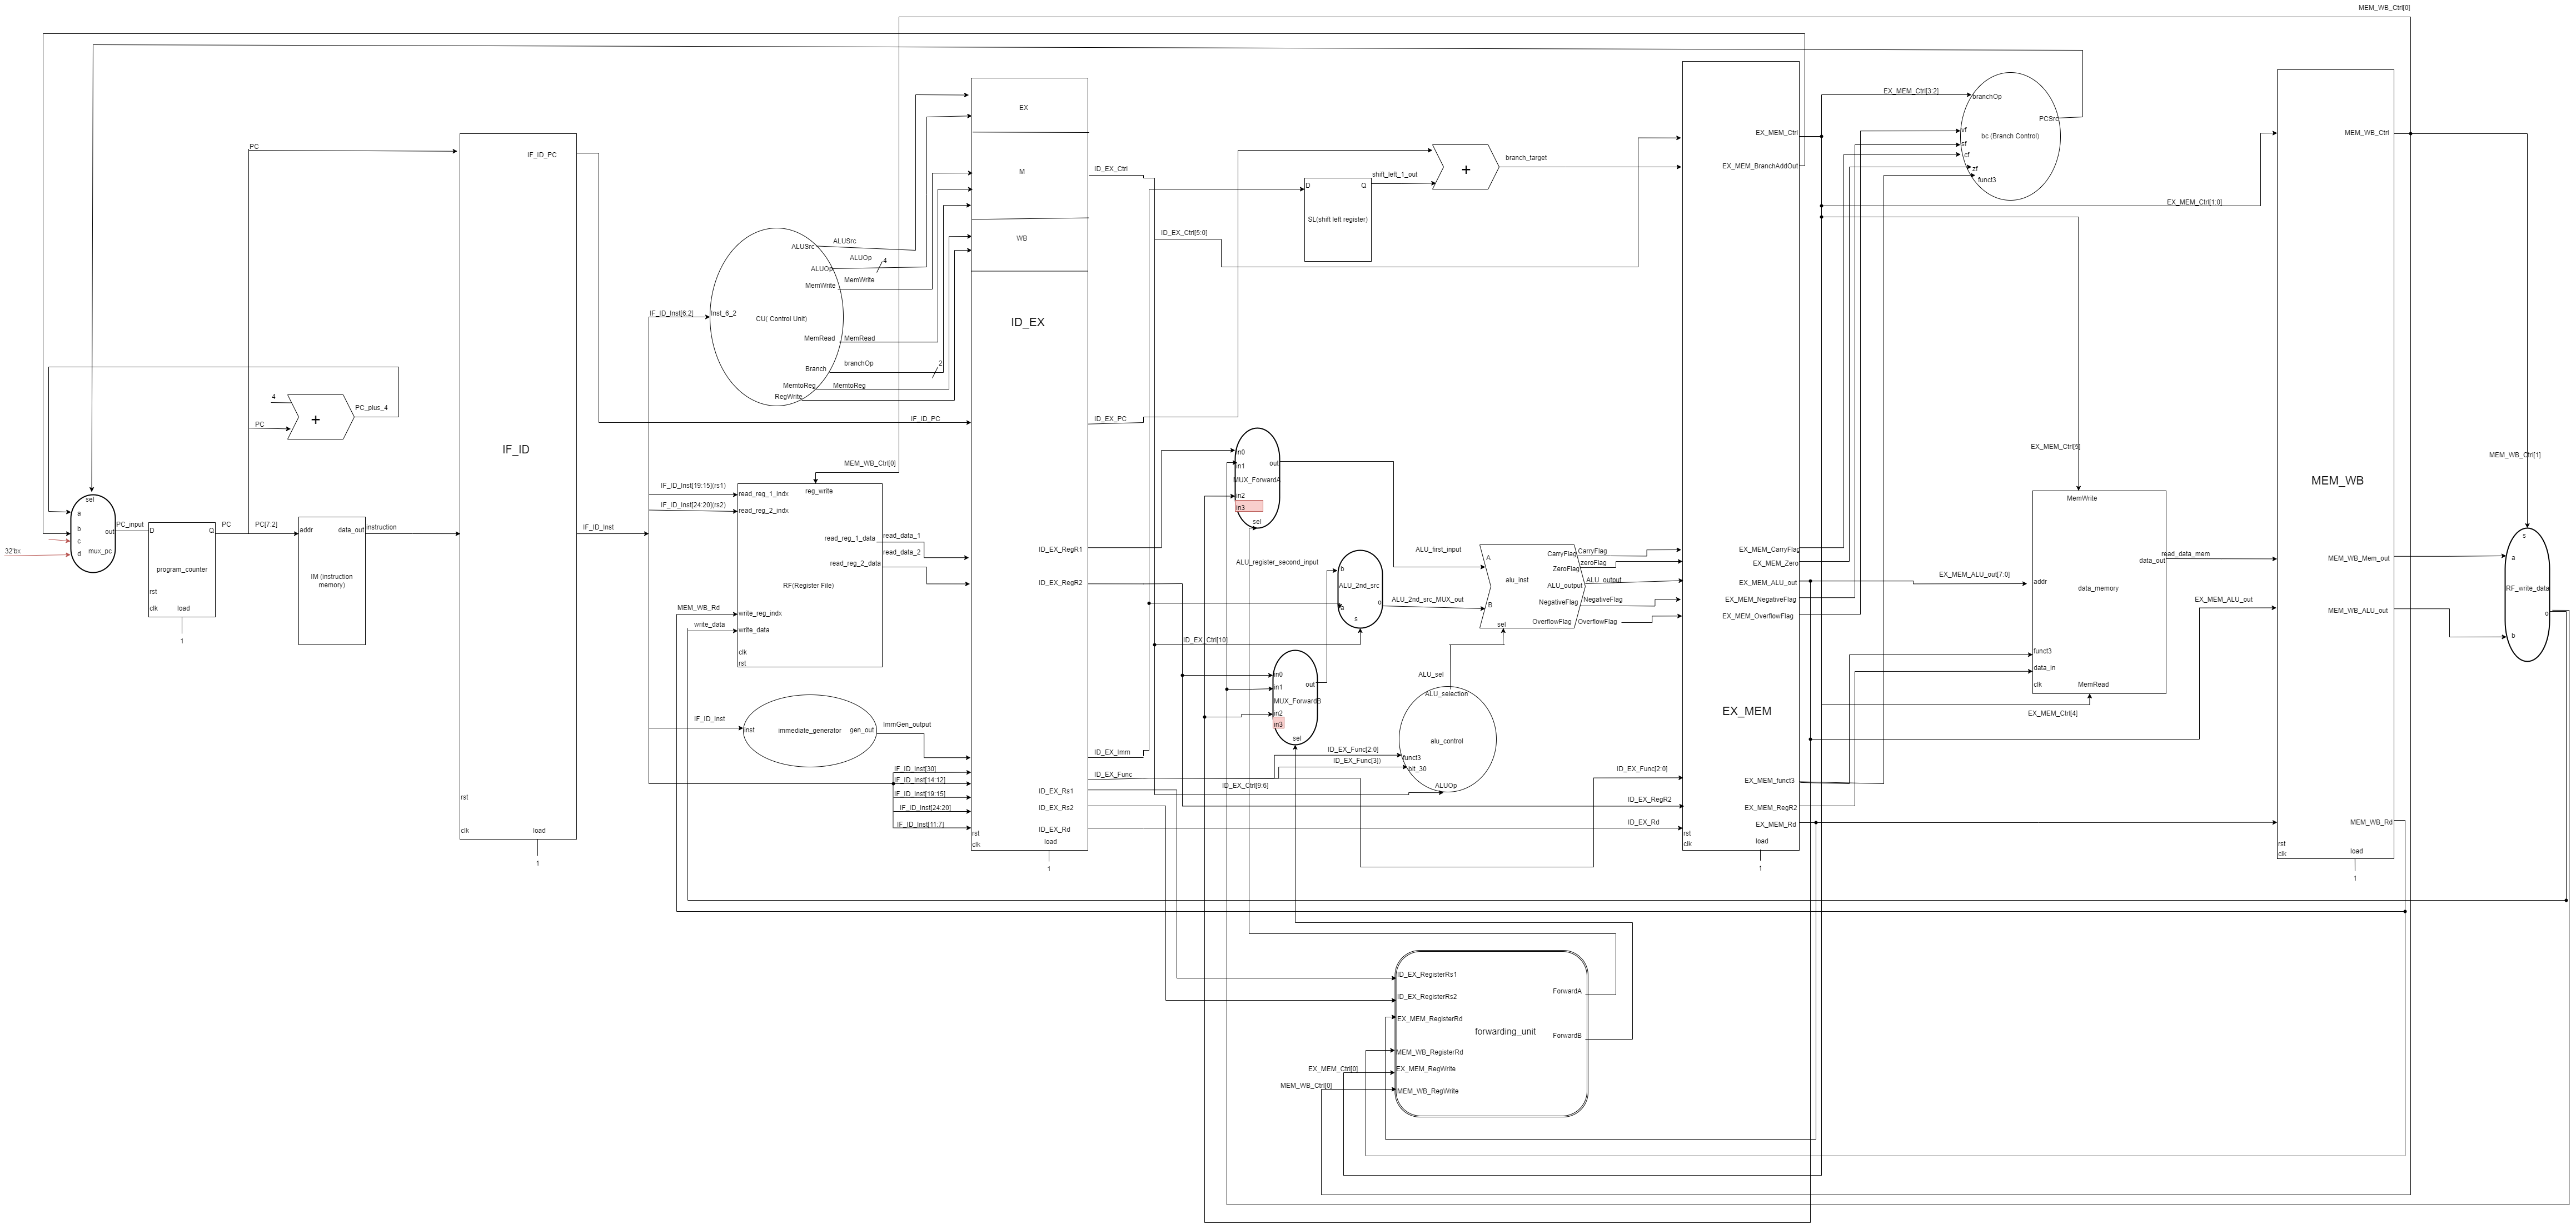 MEM_WB_Ctrl[0]
PC
PC
4
+
PC_plus_4
sel
a
b
c
d
out
mux_pc
32'bx
PC_input
D
Q
program_counter
rst
clk
load
1
PC
PC[7:2]
addr
data_out
IM (instruction
memory)
instruction
IF_ID_PC
IF_ID
rst
clk
load
1
IF_ID_Inst
IF_ID_Inst[6:2]
Inst_6_2
CU( Control Unit)
ALUSrc
ALUOp
MemWrite
MemRead
Branch
MemtoReg
RegWrite
ALUSrc
ALUOp
4
MemWrite
MemRead
branchOp
2
MemtoReg
IF_ID_PC
MEM_WB_Ctrl[0]
IF_ID_Inst[19:15](rs1)
IF_ID_Inst[24:20](rs2)
reg_write
read_reg_1_indx
read_reg_2_indx
read_reg_1_data
read_reg_2_data
RF(Register File)
write_reg_indx
write_data
clk
rst
MEM_WB_Rd
write_data
read_data_1
read_data_2
IF_ID_Inst
inst
immediate_generator
gen_out
ImmGen_output
IF_ID_Inst[30]
IF_ID_Inst[14:12]
IF_ID_Inst[19:15]
IF_ID_Inst[24:20]
IF_ID_Inst[11:7]
EX
M
WB
ID_EX
ID_EX_RegR1
ID_EX_RegR2
ID_EX_Rs1
ID_EX_Rs2
ID_EX_Rd
rst
clk
load
1
ID_EX_Ctrl
ID_EX_Ctrl[5:0]
ID_EX_PC
ID_EX_Imm
ID_EX_Func
D
Q
SL(shift left register)
shift_left_1_out
+
branch_target
in0
in1
MUX_ForwardA
in2
in3
out
sel
ALU_register_second_input
b
ALU_2nd_src
a
o
s
ID_EX_Ctrl[10]
in0
in1
out
MUX_ForwardB
in2
in3
sel
ALU_first_input
ALU_2nd_src_MUX_out
A
B
alu_inst
sel
CarryFlag
ZeroFlag
ALU_output
NegativeFlag
OverflowFlag
CarryFlag
zeroFlag
ALU_output
NegativeFlag
OverflowFlag
ALU_sel
ALU_selection
alu_control
funct3
bit_30
ALUOp
ID_EX_Func[2:0]
ID_EX_Func[3])
ID_EX_Ctrl[9:6]
ID_EX_Func[2:0]
ID_EX_RegR2
ID_EX_Rd
EX_MEM_Ctrl
EX_MEM_BranchAddOut
EX_MEM_CarryFlag
EX_MEM_Zero
EX_MEM_ALU_out
EX_MEM_NegativeFlag
EX_MEM_OverflowFlag
EX_MEM
EX_MEM_funct3
EX_MEM_RegR2
EX_MEM_Rd
rst
clk
load
1
EX_MEM_Ctrl[3:2]
branchOp
PCSrc
vf
sf
cf
zf
funct3
bc (Branch Control)
EX_MEM_Ctrl[1:0]
EX_MEM_Ctrl[5]
EX_MEM_ALU_out[7:0]
MemWrite
data_out
addr
data_memory
funct3
data_in
clk
MemRead
EX_MEM_Ctrl[4]
read_data_mem
EX_MEM_ALU_out
MEM_WB_Ctrl
MEM_WB
MEM_WB_Mem_out
MEM_WB_ALU_out
MEM_WB_Rd
rst
clk
load
1
MEM_WB_Ctrl[1]
s
a
RF_write_data
o
b
ID_EX_RegisterRs1
ID_EX_RegisterRs2
EX_MEM_RegisterRd
MEM_WB_RegisterRd
EX_MEM_RegWrite
MEM_WB_RegWrite
ForwardA
ForwardB
forwarding_unit
EX_MEM_Ctrl[0]
MEM_WB_Ctrl[0]